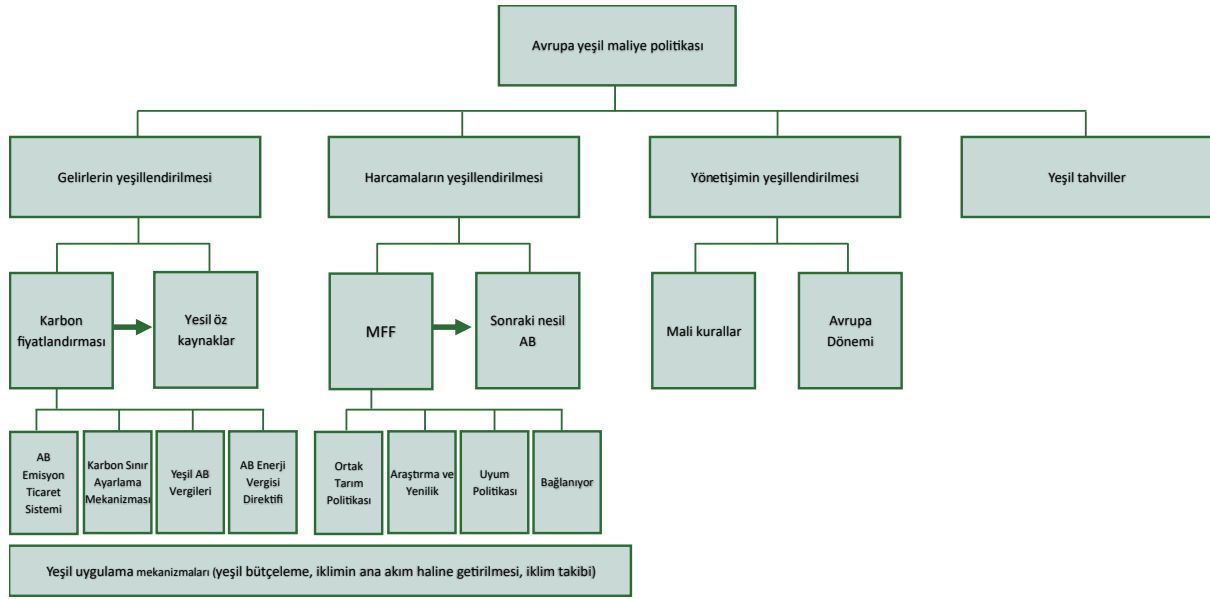 Avrupa yeşil maliye politikası
Gelirlerin yeşillendirilmesi
Harcamaların yeşillendirilmesi
Yönetişimin yeşillendirilmesi
Yeşil tahviller
Karbon
fiyatlandırması
Yesil öz
kaynaklar
MFF
Sonraki nesil
AB
Mali kurallar
Avrupa
Dönemi
AB
Emisyon
Ticaret
Sistemi
Karbon Sınır
Ayarlama
Mekanizması
Yeşil AB
Vergileri
AB Enerji
Vergisi
Direktifi
Ortak
Tarım
Politikası
Araştırma ve
Yenilik
Uyum
Politikası
Bağlanıyor
Yeşil uygulama mekanizmaları (yeşil bütçeleme, iklimin ana akım haline getirilmesi, iklim takibi)